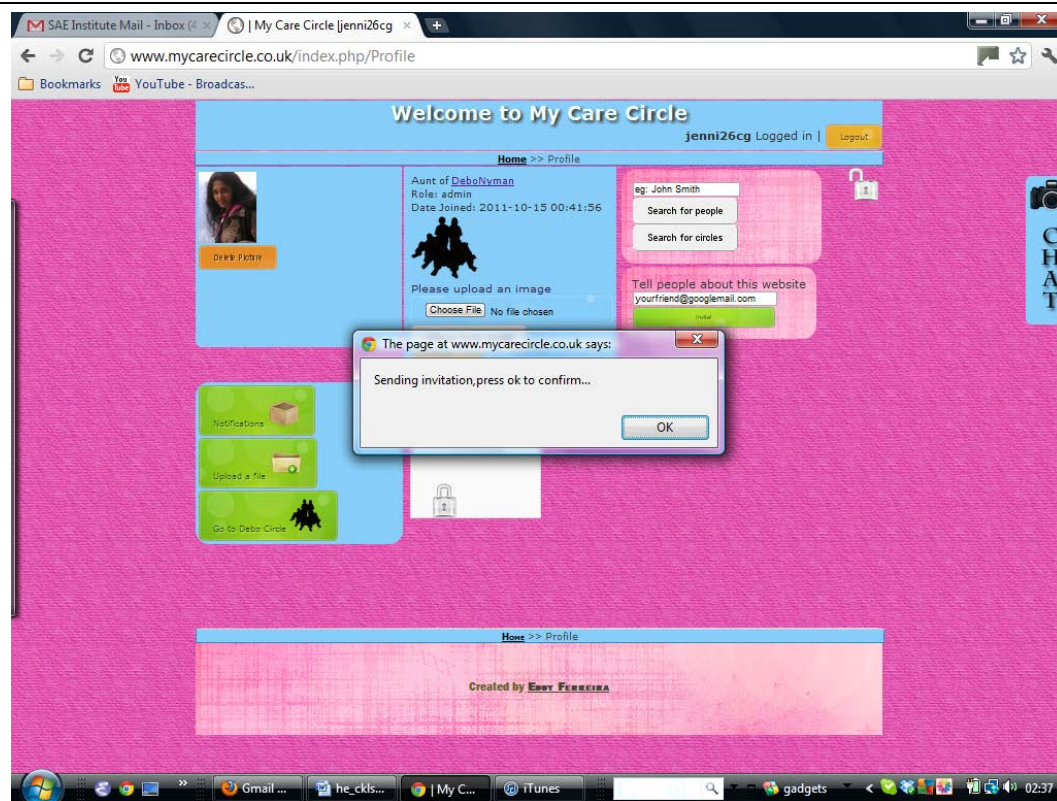 SAE Institute Mail - Inbox (4
| My Care Circle |jenni26cg
www.mycarecircle.co.uk/index.php/Profile
Bookmarks
YouTube - Broadcas...
Welcome to My Care Circle
jenni26cg Logged in |
Logout
Home >> Profile
Delete Picture
Aunt of DeboNyman
Role: admin
Date Joined: 2011-10-15 00:41:56
Please upload an image
Choose File No file chosen
eg: John Smith
Search for people
Search for circles
Tell people about this website
yourfriend@googlemail.com
Invite!
CHAT
The page at www.mycarecircle.co.uk says:
Sending invitation,press ok to confirm...
OK
Notifications
Upload a file
Go to Debo Circle
Home >> Profile
Created by Eddy Ferreira
Gmail ...
he_ckls...
| My C...
iTunes
gadgets
02:37